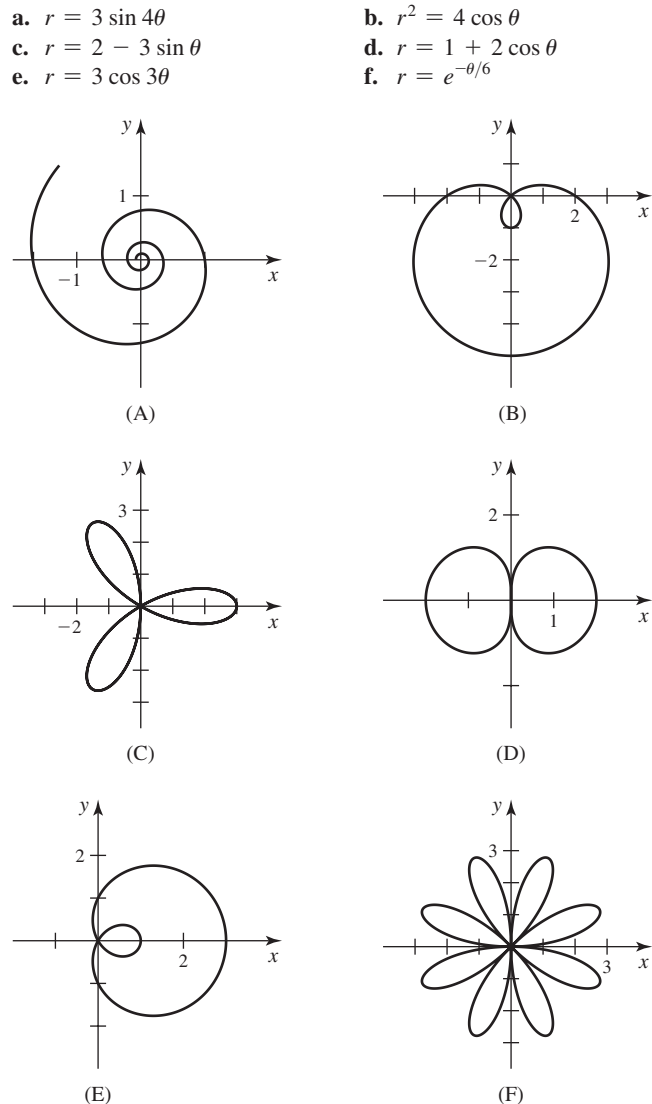 a. r = 3 sin 4θ b. r² = 4 cos θ
c. r = 2 − 3 sin θ d. r = 1 + 2 cos θ
e. r = 3 cos 3θ f. r = e^{−θ/6}
y y
1
x 2 x
−1
−2
(A) (B)
y y
3 2
−2 x 1 x
(C) (D)
y y
2 3
2 x 3 x
(E) (F)